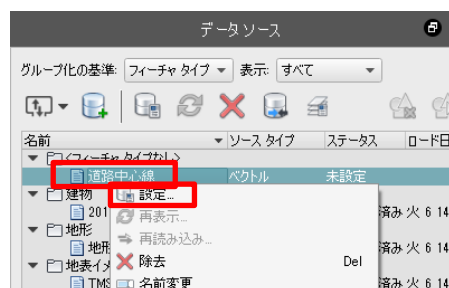 データ ソース
グループ化の基準: フィーチャ タイプ 表示: すべて
名前 ソース タイプ ステータス ロード日
<フィーチャ タイプなし>
道路中心線 ベクトル 未設定
建物 設定...
201 再表示... 済み 火 6 14
地形 再読み込み...
地形 済み 火 6 14
地表イメ 除去 Del
TMS 名前変更 済み 火 6 14